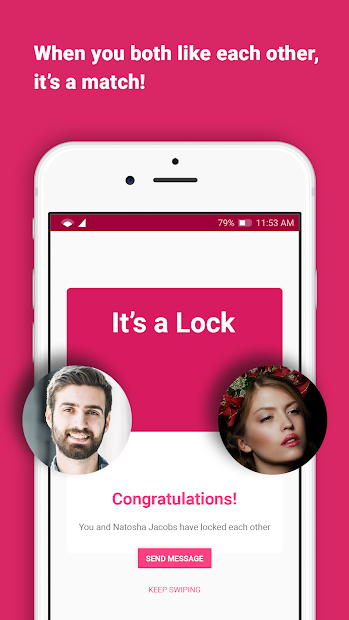 When you both like each other,
it's a match!
79% 11:53 AM
It's a Lock
Congratulations!
You and Natosha Jacobs have locked each other
SEND MESSAGE
KEEP SWIPING